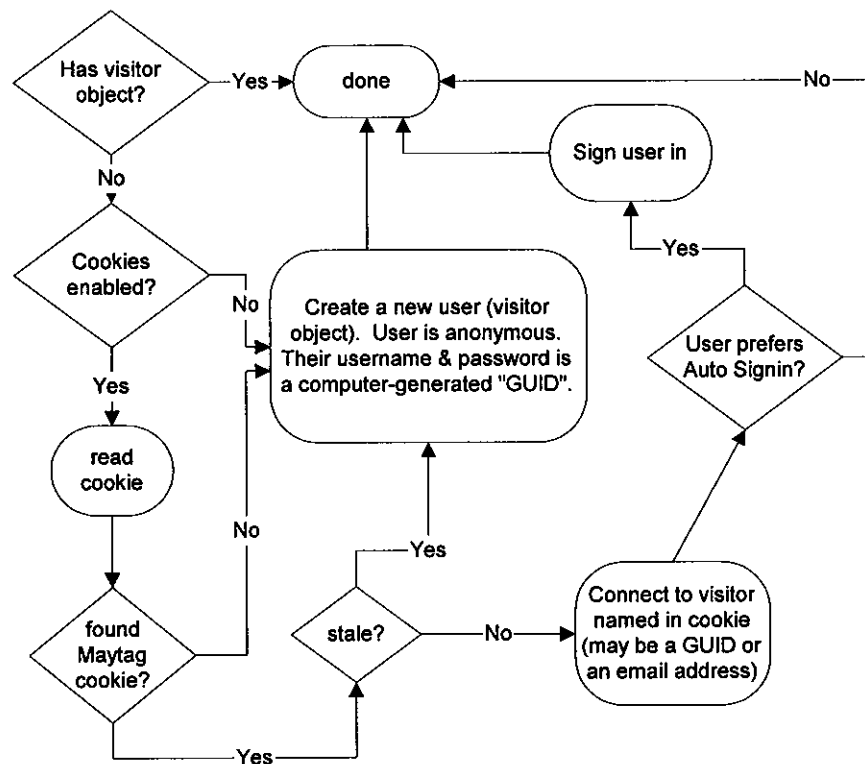 Has visitor
object?
Yes
done
No
Sign user in
No
Yes
Cookies
enabled?
No
Create a new user (visitor
object).  User is anonymous.
Their username & password is
a computer-generated "GUID".
User prefers
Auto Signin?
Yes
read
cookie
No
Yes
found
Maytag
cookie?
stale?
No
Connect to visitor
named in cookie
(may be a GUID or
an email address)
Yes